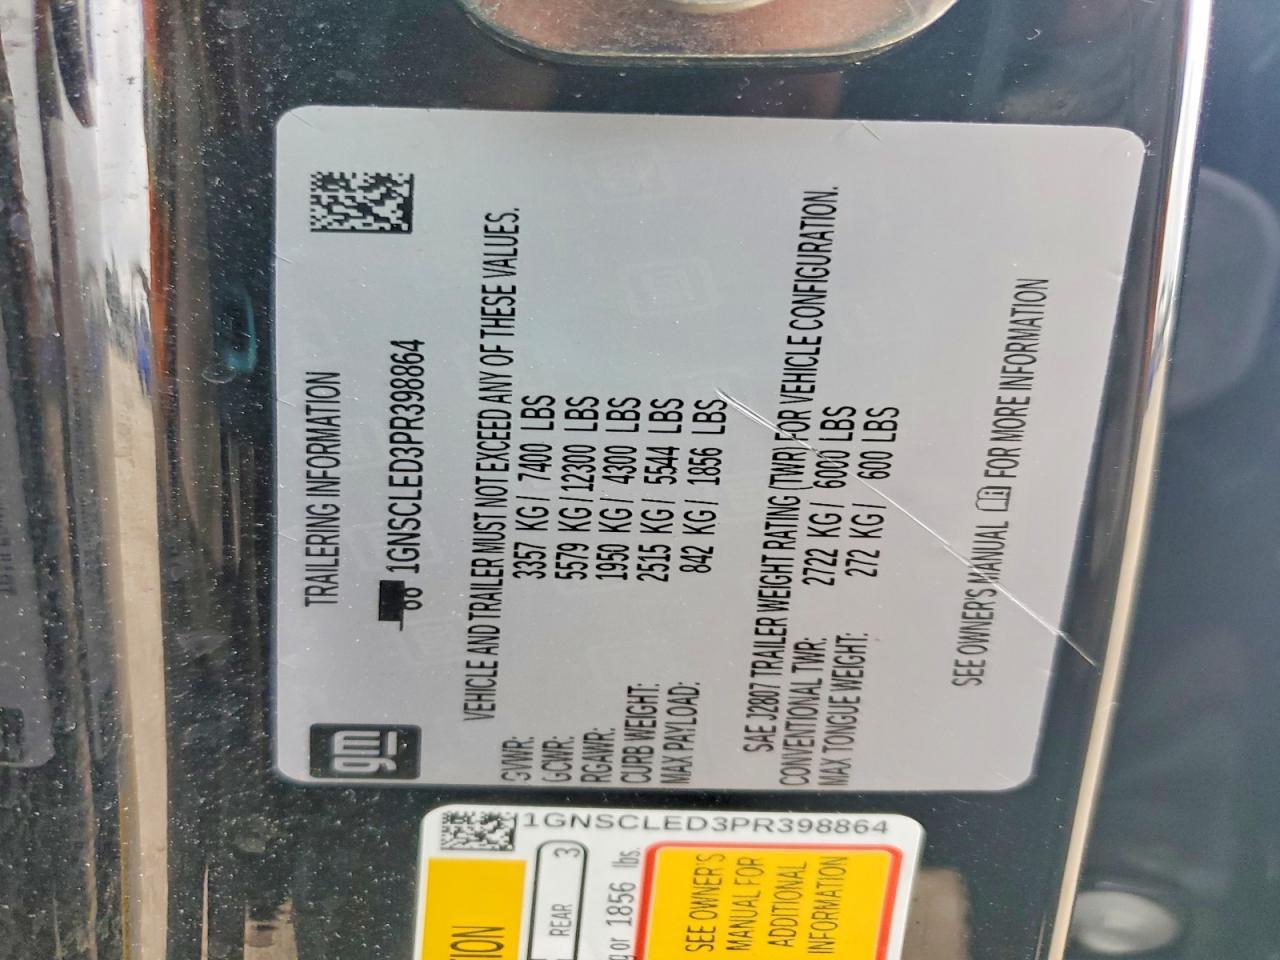 gm
TRAILERING INFORMATION
1GNSCLED3PR398864
VEHICLE AND TRAILER MUST NOT EXCEED ANY OF THESE VALUES.
GVWR: 3357 KG / 7400 LBS
GCWR: 5579 KG / 12300 LBS
RGAWR: 1950 KG / 4300 LBS
CURB WEIGHT: 2515 KG / 5544 LBS
MAX PAYLOAD: 842 KG / 1856 LBS
SAE J2807 TRAILER WEIGHT RATING (TWR) FOR VEHICLE CONFIGURATION.
CONVENTIONAL TWR: 2722 KG / 6000 LBS
MAX TONGUE WEIGHT: 272 KG / 600 LBS
SEE OWNER'S MANUAL FOR MORE INFORMATION
1GNSCLED3PR398864
TION
REAR 3
g or 1856 lbs.
SEE OWNER'S
MANUAL FOR
ADDITIONAL
INFORMATION